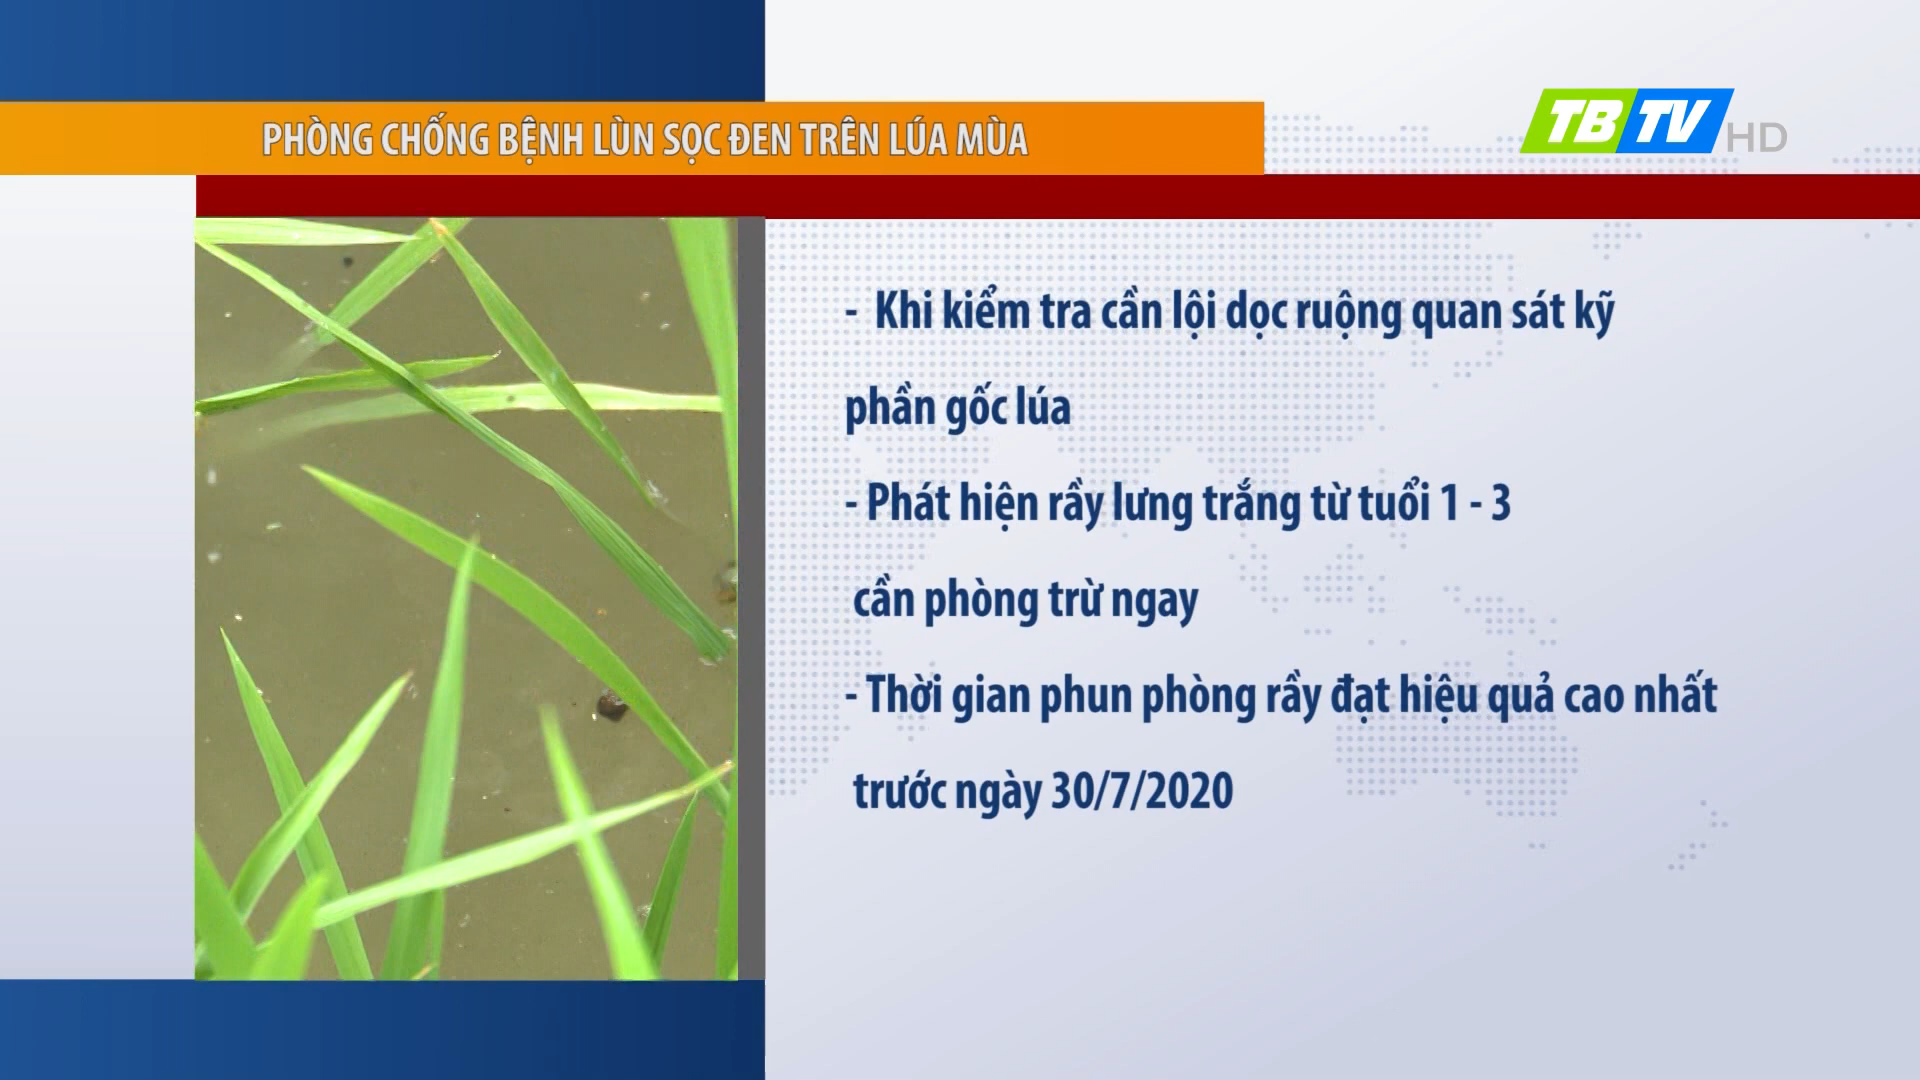 PHÒNG CHỐNG BỆNH LÙN SỌC ĐEN TRÊN LÚA MÙA
TBTV HD
- Khi kiểm tra cần lội dọc ruộng quan sát kỹ
phần gốc lúa
- Phát hiện rầy lưng trắng từ tuổi 1 - 3
cần phòng trừ ngay
- Thời gian phun phòng rầy đạt hiệu quả cao nhất
trước ngày 30/7/2020